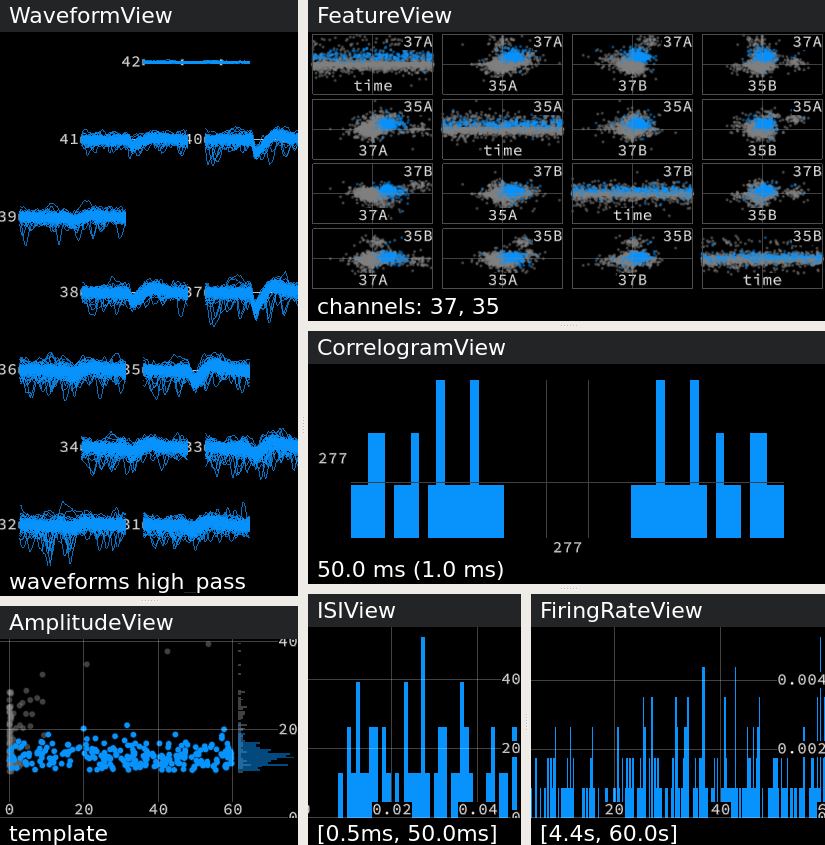 WaveformView
42
41 40
39
38 37
36 35
34 33
32 31
waveforms high_pass
FeatureView
37A 37A 37A 37A
time 35A 37B 35B
35A 35A 35A 35A
37A time 37B 35B
37B 37B 37B 37B
37A 35A time 35B
35B 35B 35B 35B
37A 35A 37B time
channels: 37, 35
CorrelogramView
277
277
50.0 ms (1.0 ms)
AmplitudeView
40
20
0
0 20 40 60
template
ISIView
40
20
0
0.02 0.04
[0.5ms, 50.0ms]
FiringRateView
0.004
0.002
20 40
[4.4s, 60.0s]